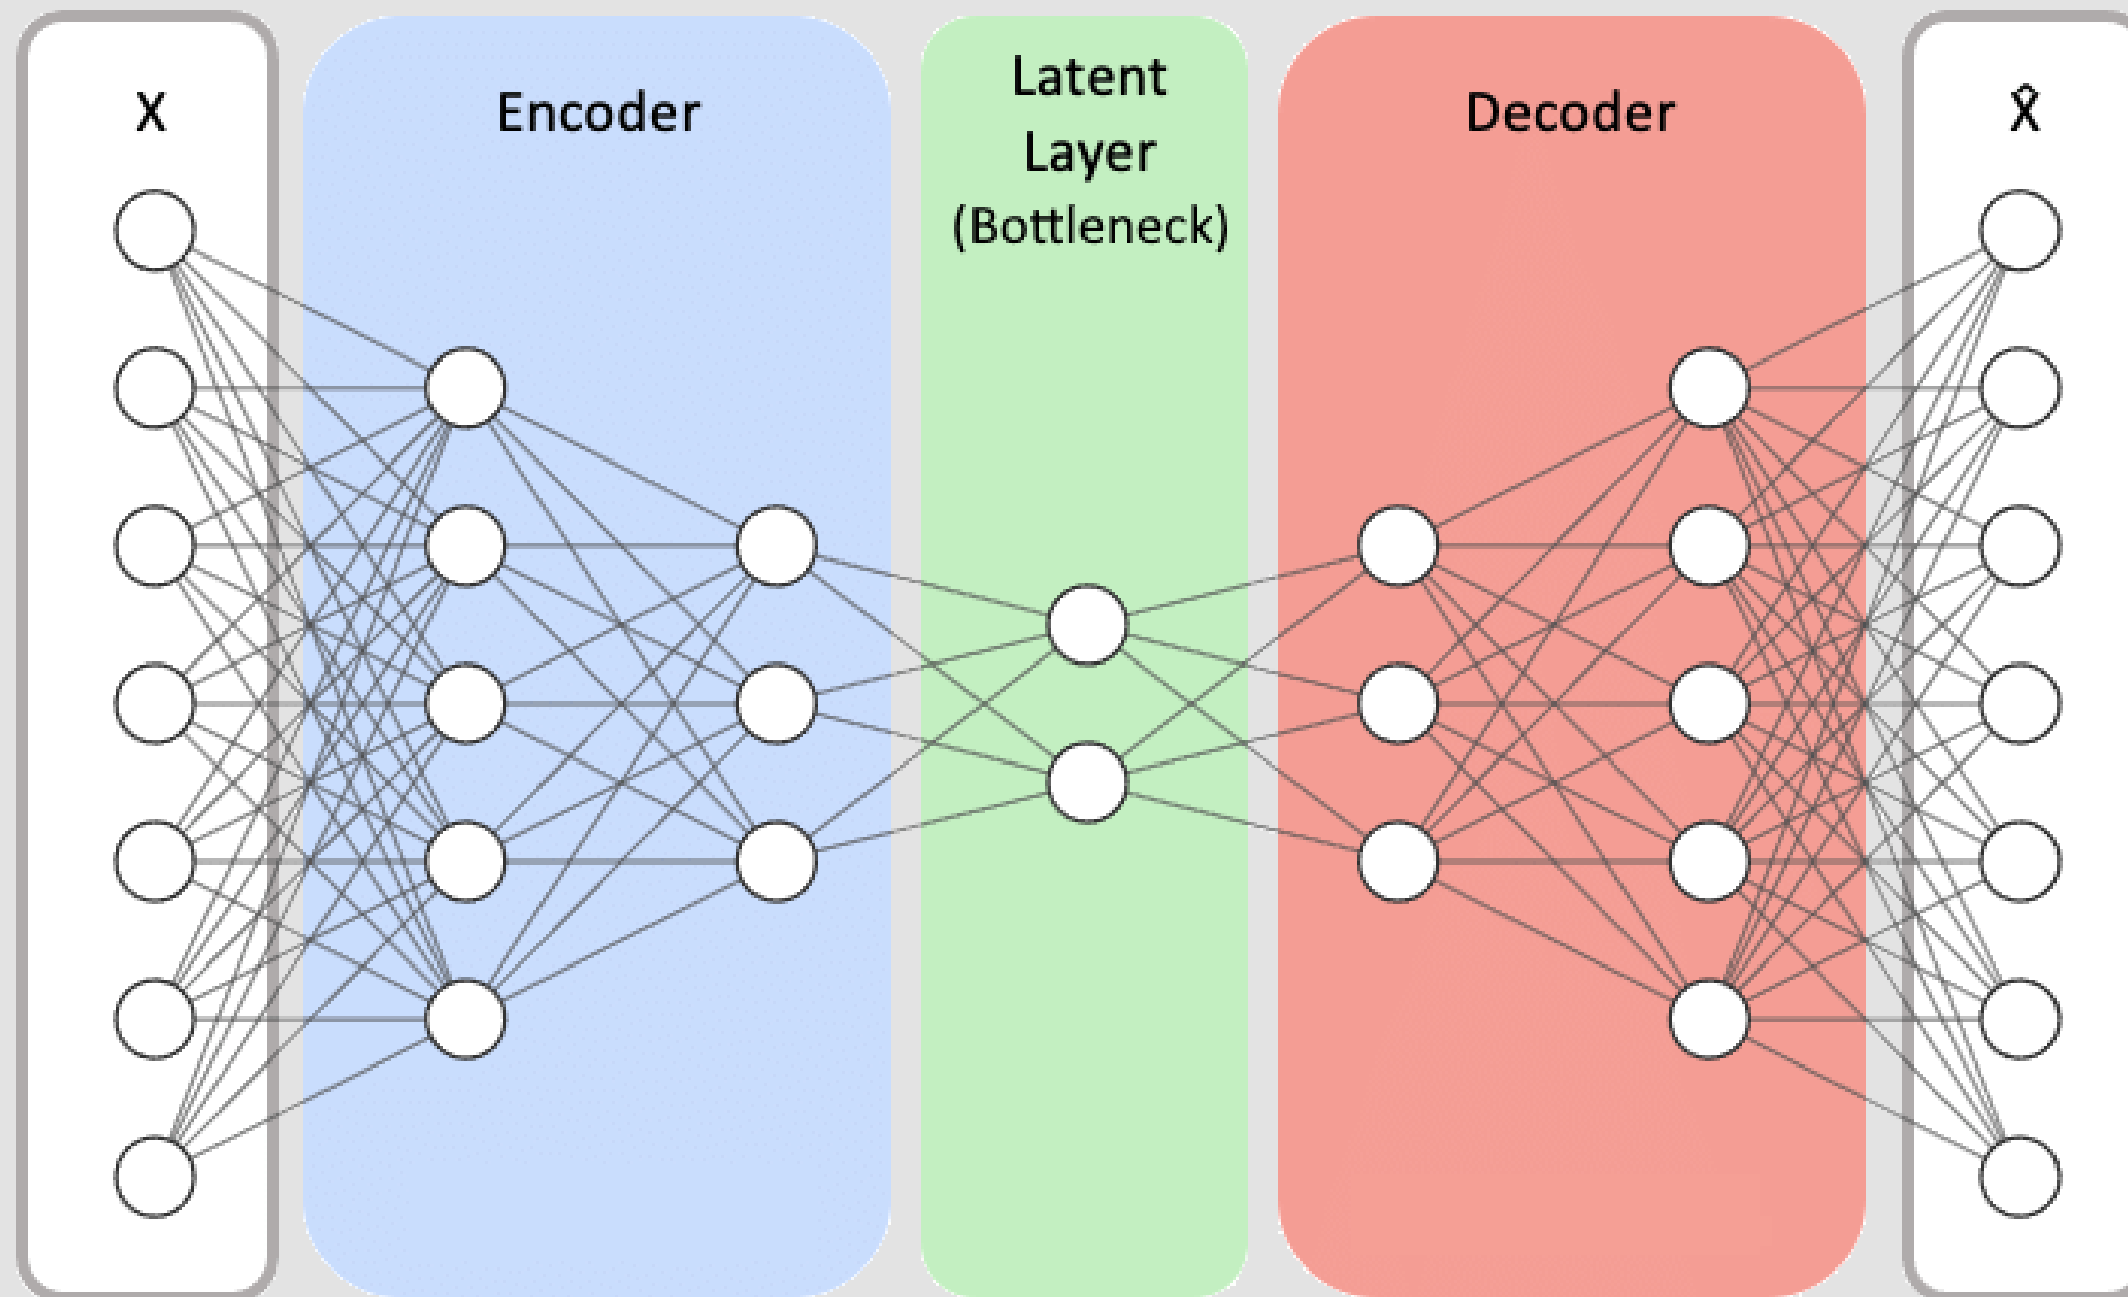 X
Encoder
Latent
Layer
(Bottleneck)
Decoder
X̂